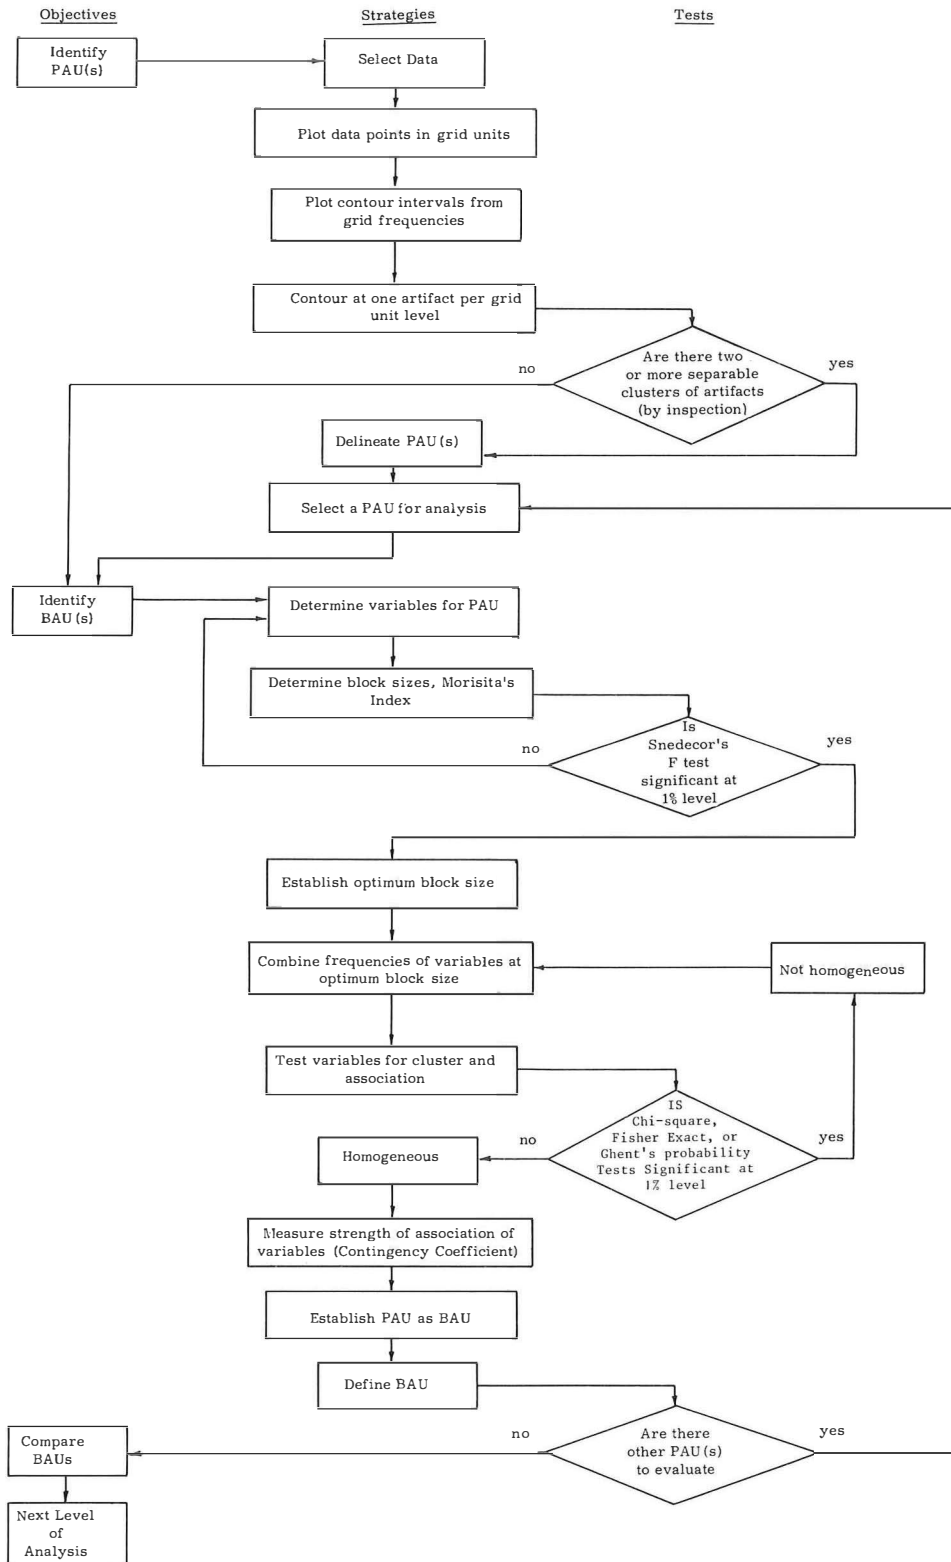 Objectives
Strategies
Tests
Identify
PAU(s)
Select Data
Plot data points in grid units
Plot contour intervals from
grid frequencies
Contour at one artifact per grid
unit level
Are there two
or more separable
clusters of artifacts
(by inspection)
no
yes
Delineate PAU(s)
Select a PAU for analysis
Identify
BAU(s)
Determine variables for PAU
Determine block sizes, Morisita's
Index
Is
Snedecor's
F test
significant at
1% level
no
yes
Establish optimum block size
Combine frequencies of variables at
optimum block size
Not homogeneous
Test variables for cluster and
association
IS
Chi-square,
Fisher Exact, or
Ghent's probability
Tests Significant at
1% level
no
yes
Homogeneous
Measure strength of association of
variables (Contingency Coefficient)
Establish PAU as BAU
Define BAU
Are there
other PAU(s)
to evaluate
no
yes
Compare
BAUs
Next Level
of
Analysis